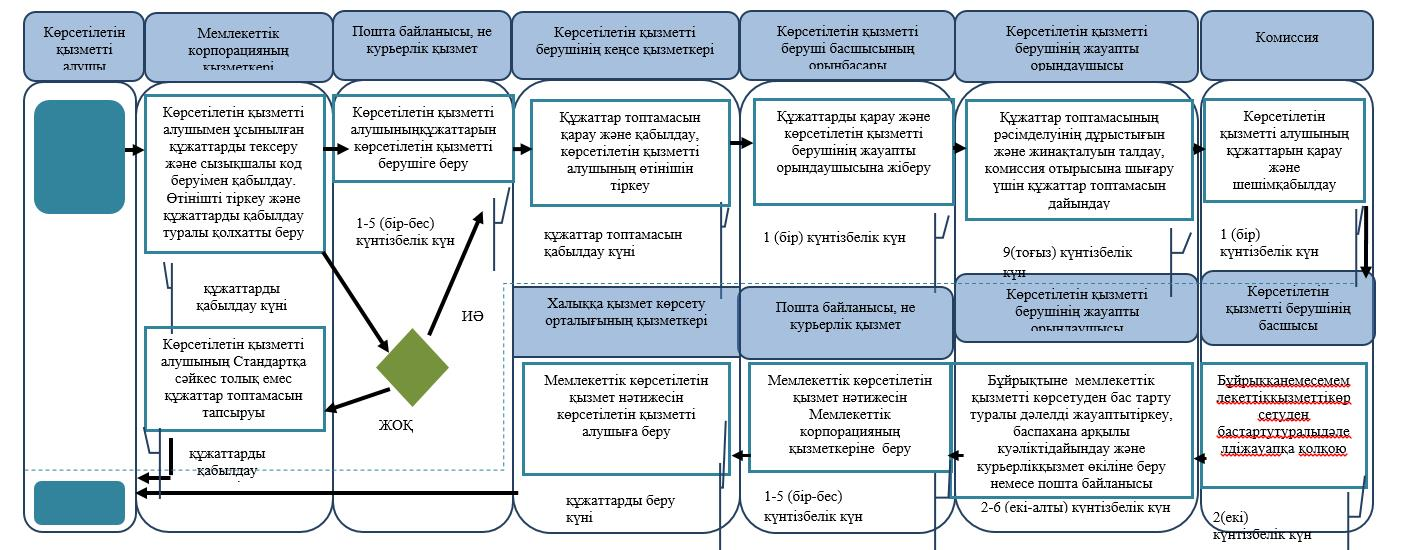 Көрсетілетін
қызметті
алушы
Мемлекеттік
корпорацияның
қызметкері
Пошта байланысы, не
курьерлік қызмет
Көрсетілетін қызметті
берушінің кеңсе қызметкері
Көрсетілетін қызметті
беруші басшысының
орынбасары
Көрсетілетін қызметті
берушінің жауапты
орындаушысы
Комиссия
Көрсетілетін қызметті
алушымен ұсынылған
құжаттарды тексеру
және сызықшалы код
беруімен қабылдау.
Өтінішті тіркеу және
құжаттарды қабылдау
туралы қолхатты беру
Көрсетілетін қызметті
алушыныңқұжаттарын
көрсетілетін қызметті
берушіге беру
Құжаттар топтамасын
қарау және қабылдау,
көрсетілетін қызметті
алушының өтінішін
тіркеу
Құжаттарды қарау және
көрсетілетін қызметті
берушінің жауапты
орындаушысына жіберу
Құжаттар топтамасының
рәсімделуінің дұрыстығын
және жинақталуын талдау,
комиссия отырысына шығару
үшін құжаттар топтамасын
дайындау
Көрсетілетін
қызметті алушының
құжаттарын қарау
және
шешімқабылдау
құжаттарды
қабылдау күні
1-5 (бір-бес)
күнтізбелік күн
құжаттар топтамасын
қабылдау күні
1 (бір) күнтізбелік күн
9(тоғыз) күнтізбелік
күн
1 (бір)
күнтізбелік күн
ИӘ
ЖОҚ
Көрсетілетін қызметті
алушының Стандартқа
сәйкес толық емес
құжаттар топтамасын
тапсыруы
құжаттарды
қабылдау
Халыққа қызмет көрсету
орталығының қызметкері
Пошта байланысы, не
курьерлік қызмет
Көрсетілетін қызметті
берушінің жауапты
орындаушысы
Көрсетілетін
қызметті берушінің
басшысы
Мемлекеттік көрсетілетін
қызмет нәтижесін
көрсетілетін қызметті
алушыға беру
Мемлекеттік көрсетілетін
қызмет нәтижесін
Мемлекеттік
корпорацияның
қызметкеріне беру
Бұйрықтыне мемлекеттік
қызметті көрсетуден бас тарту
туралы дәлелді жауаптытіркеу,
баспахана арқылы
куәліктідайындау және
курьерлікқызмет өкіліне беру
немесе пошта байланысы
Бұйрыққанемесемем
лекеттікқызметтікөр
сетуден
бастартутуралыдәле
лдіжауапқа қолқою
құжаттарды беру
күні
1-5 (бір-бес)
күнтізбелік күн
2-6 (екі-алты) күнтізбелік күн
2(екі)
күнтізбелік күн